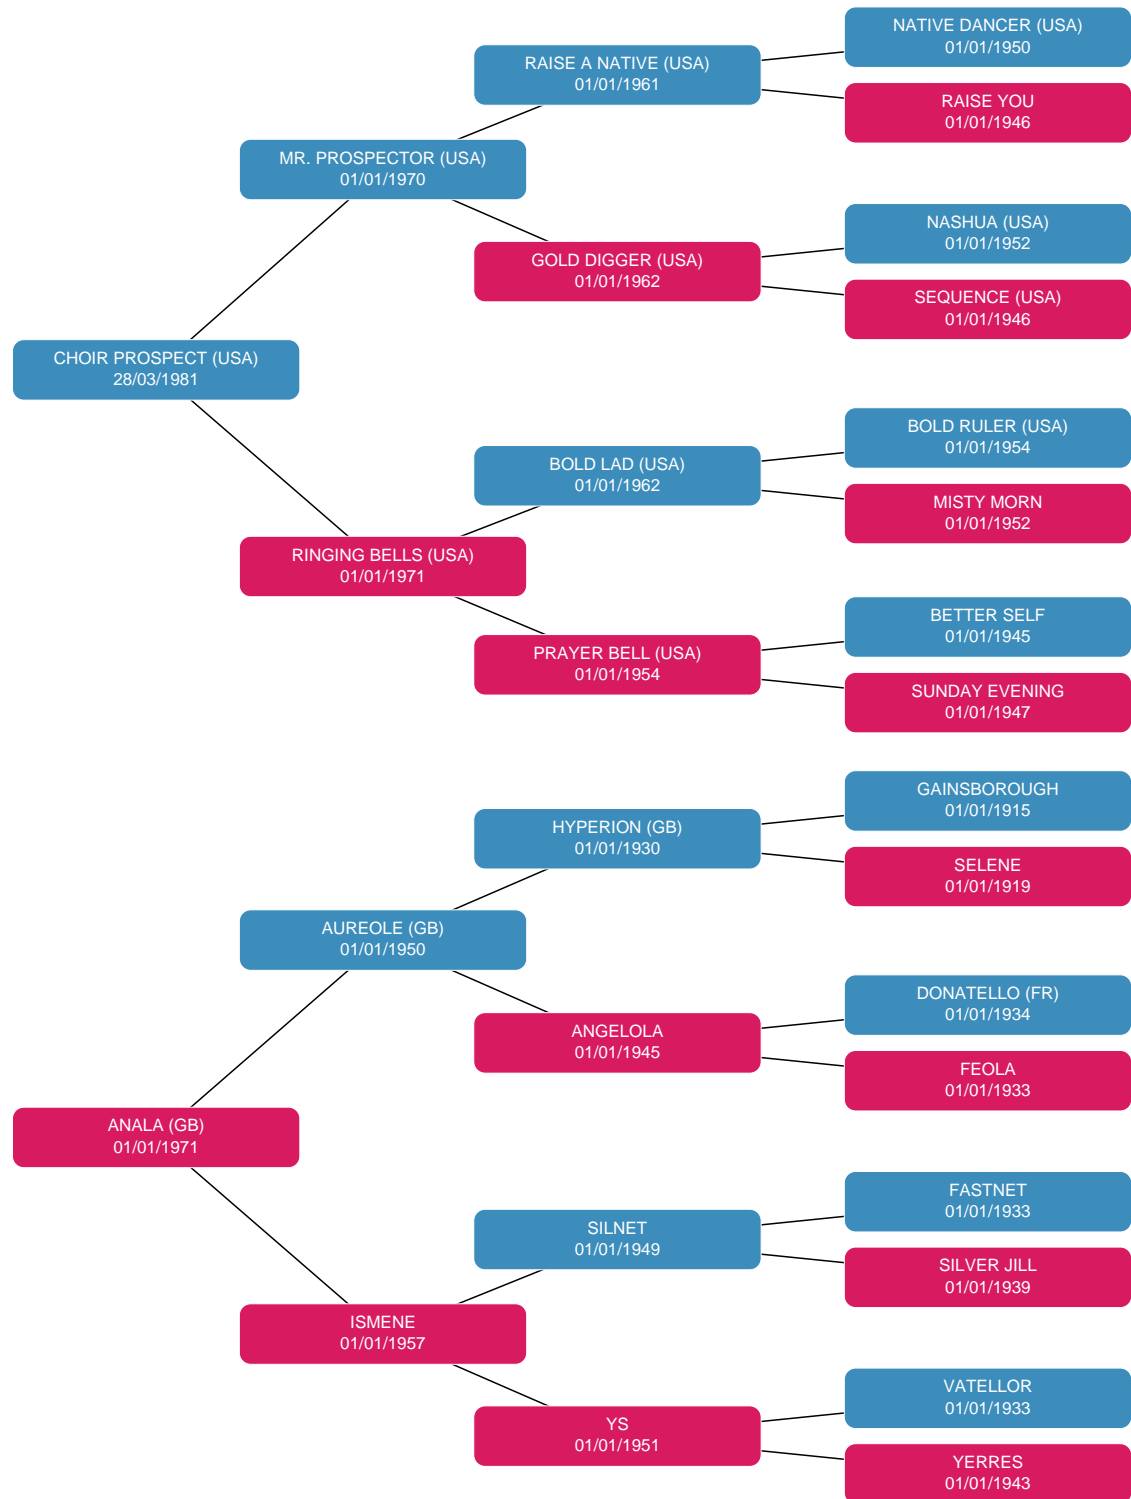 NATIVE DANCER (USA)
01/01/1950
RAISE A NATIVE (USA)
01/01/1961
RAISE YOU
01/01/1946
MR. PROSPECTOR (USA)
01/01/1970
NASHUA (USA)
01/01/1952
GOLD DIGGER (USA)
01/01/1962
SEQUENCE (USA)
01/01/1946
CHOIR PROSPECT (USA)
28/03/1981
BOLD RULER (USA)
01/01/1954
BOLD LAD (USA)
01/01/1962
MISTY MORN
01/01/1952
RINGING BELLS (USA)
01/01/1971
BETTER SELF
01/01/1945
PRAYER BELL (USA)
01/01/1954
SUNDAY EVENING
01/01/1947
GAINSBOROUGH
01/01/1915
HYPERION (GB)
01/01/1930
SELENE
01/01/1919
AUREOLE (GB)
01/01/1950
DONATELLO (FR)
01/01/1934
ANGELOLA
01/01/1945
FEOLA
01/01/1933
ANALA (GB)
01/01/1971
FASTNET
01/01/1933
SILNET
01/01/1949
SILVER JILL
01/01/1939
ISMENE
01/01/1957
VATELLOR
01/01/1933
YS
01/01/1951
YERRES
01/01/1943